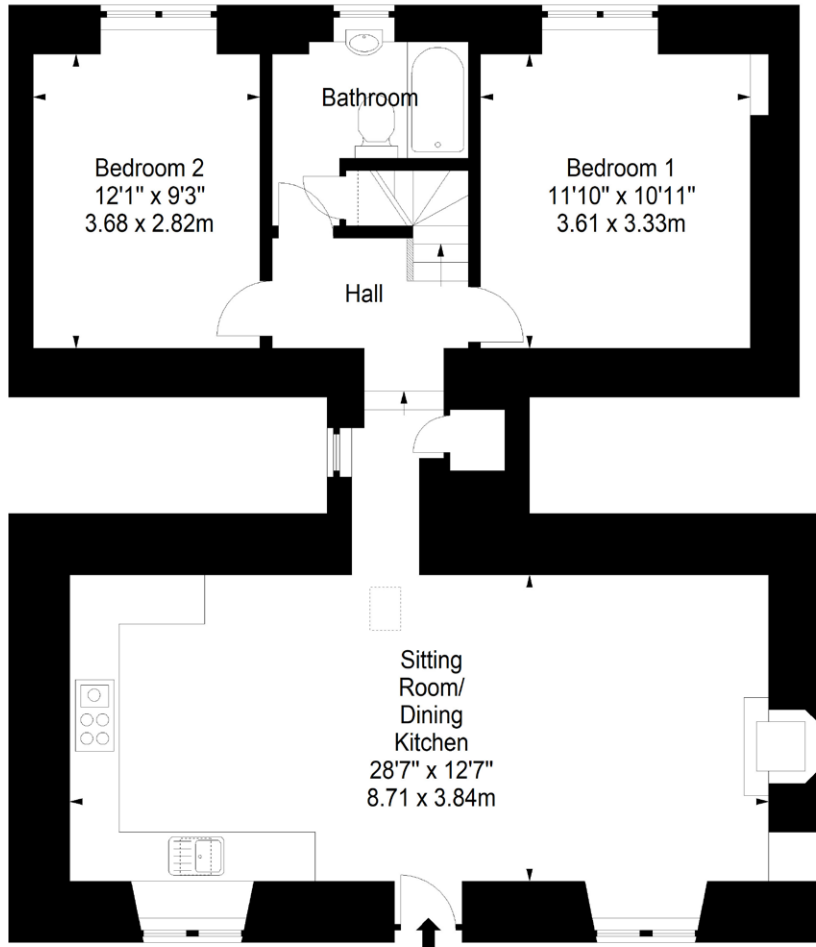 Bathroom
Bedroom 2
12'1" x 9'3"
3.68 x 2.82m
Bedroom 1
11'10" x 10'11"
3.61 x 3.33m
Hall
Sitting
Room/
Dining
Kitchen
28'7" x 12'7"
8.71 x 3.84m